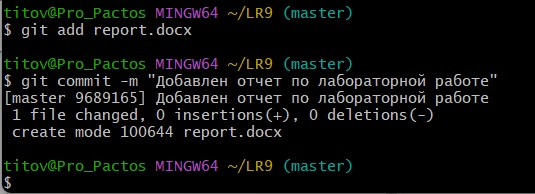 titov@Pro_Pactos MINGW64 ~/LR9 (master)
$ git add report.docx
titov@Pro_Pactos MINGW64 ~/LR9 (master)
$ git commit -m "Добавлен отчет по лабораторной работе"
[master 9689165] Добавлен отчет по лабораторной работе
 1 file changed, 0 insertions(+), 0 deletions(-)
 create mode 100644 report.docx
titov@Pro_Pactos MINGW64 ~/LR9 (master)
$